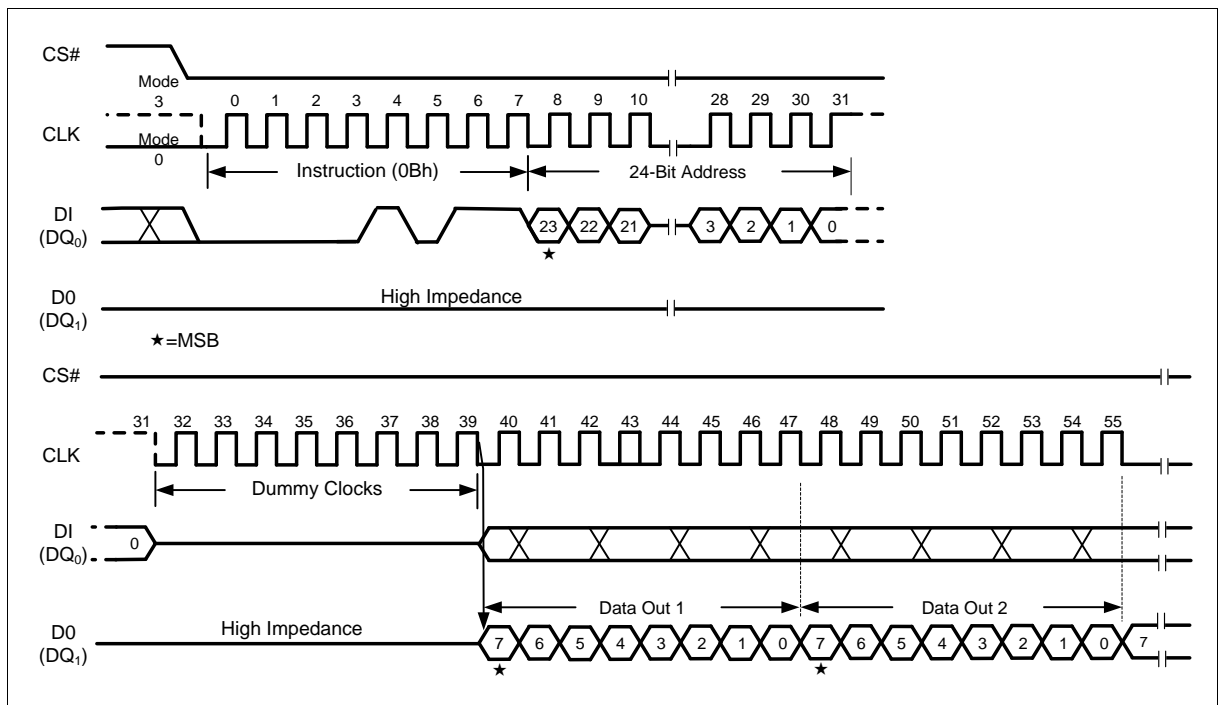 CS#
Mode
3 0 1 2 3 4 5 6 7 8 9 10 28 29 30 31
CLK
Mode
0
Instruction (0Bh) 24-Bit Address
DI
(DQ0) 23 22 21 3 2 1 0
★
D0 High Impedance
(DQ1)
★=MSB
CS#
31 32 33 34 35 36 37 38 39 40 41 42 43 44 45 46 47 48 49 50 51 52 53 54 55
CLK
Dummy Clocks
DI
(DQ0) 0
Data Out 1 Data Out 2
D0 High Impedance
(DQ1) 7 6 5 4 3 2 1 0 7 6 5 4 3 2 1 0 7
★ ★